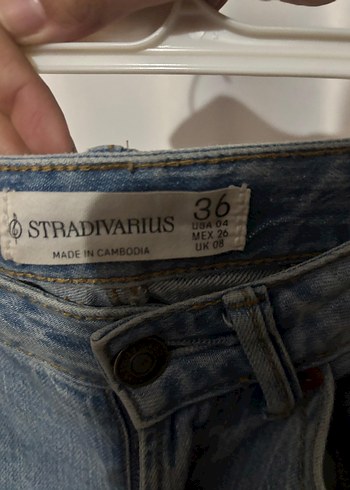 STRADIVARIUS
MADE IN CAMBODIA
36
USA 04
MEX 26
UK 08